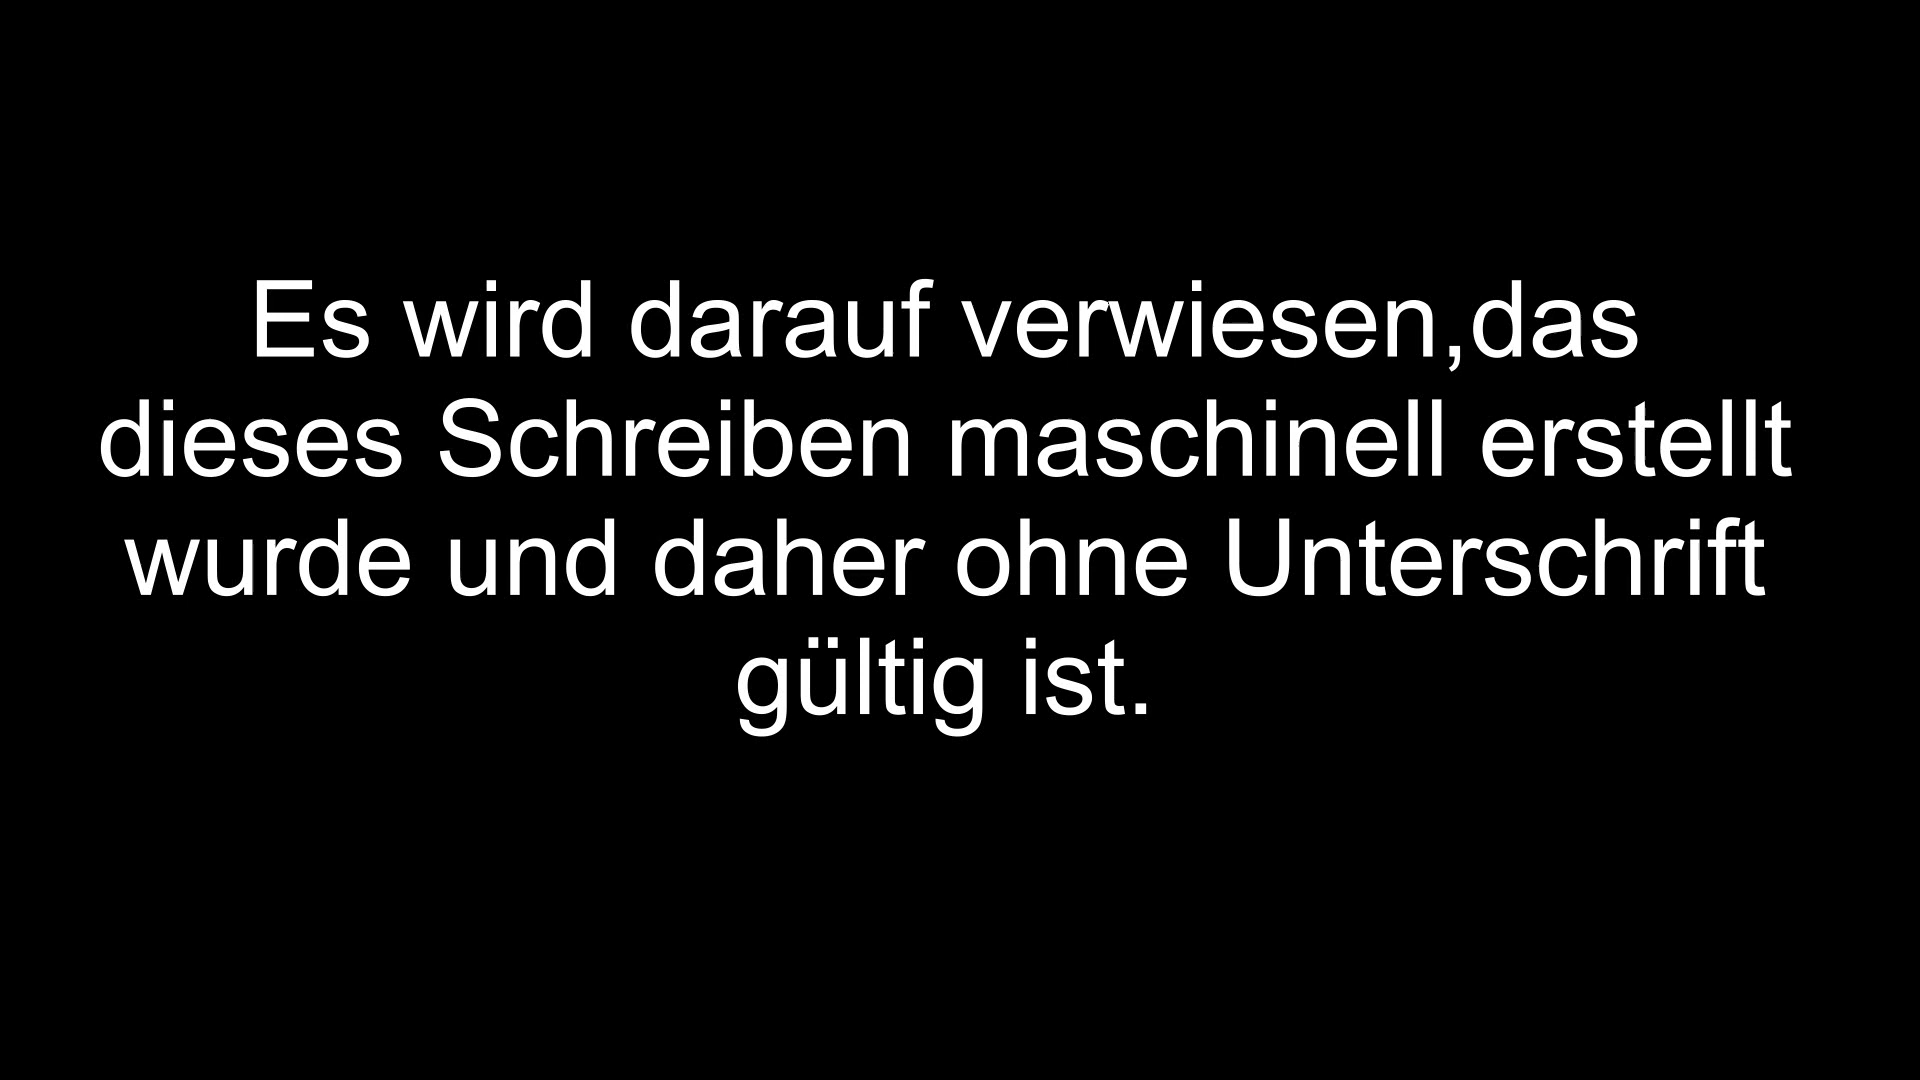 Es wird darauf verwiesen,das
dieses Schreiben maschinell erstellt
wurde und daher ohne Unterschrift
gültig ist.